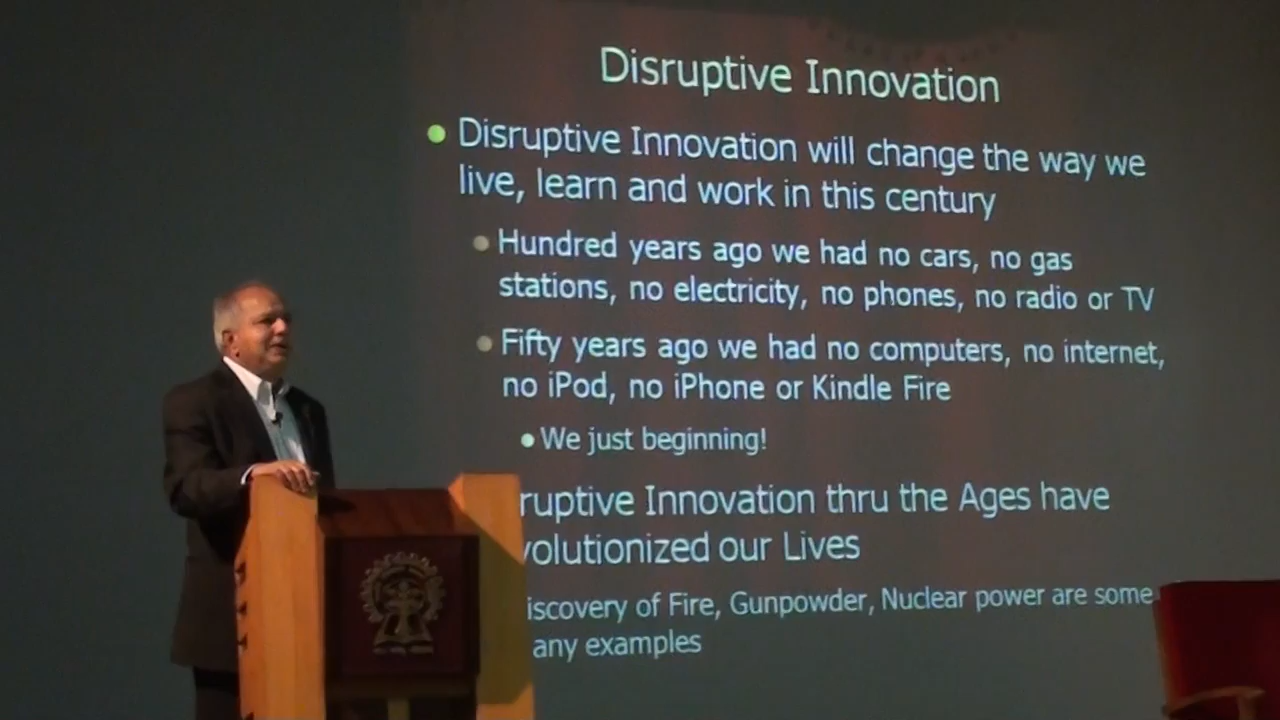 Disruptive Innovation
Disruptive Innovation will change the way we
live, learn and work in this century
Hundred years ago we had no cars, no gas
stations, no electricity, no phones, no radio or TV
Fifty years ago we had no computers, no internet,
no iPod, no iPhone or Kindle Fire
We just beginning!
ruptive Innovation thru the Ages have
volutionized our Lives
iscovery of Fire, Gunpowder, Nuclear power are some
any examples